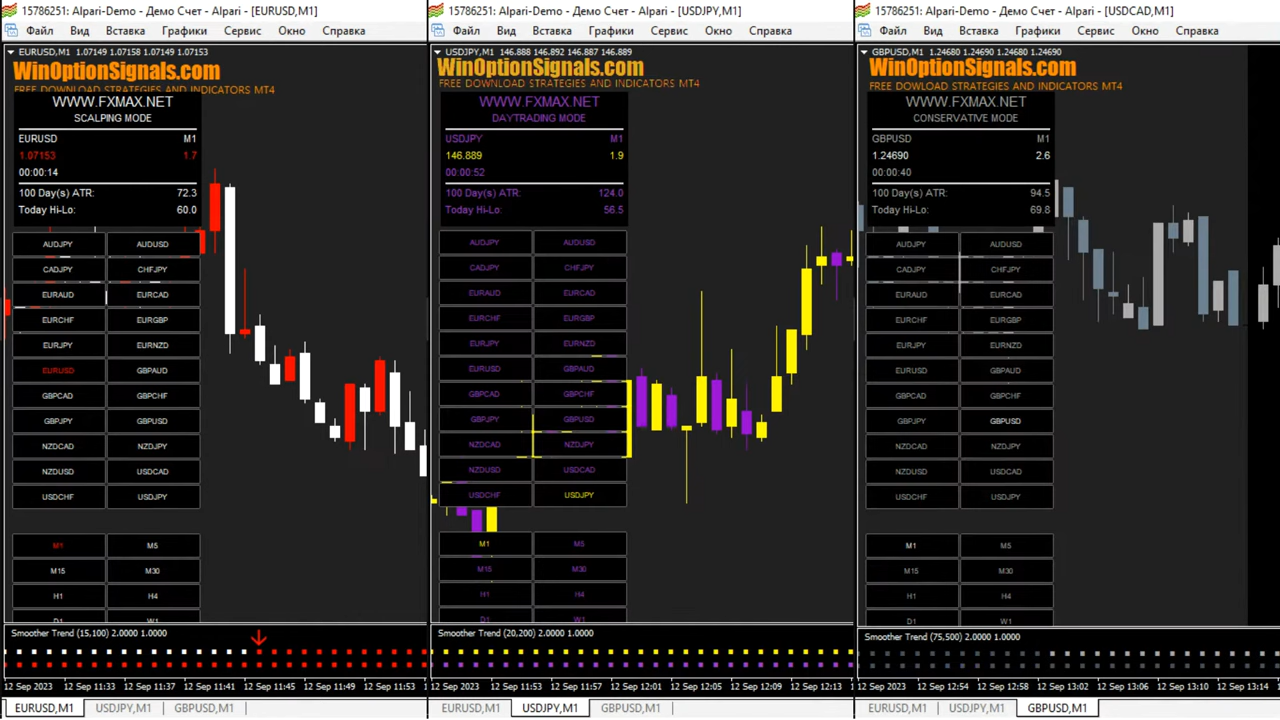 15786251: Alpari-Demo - Демо Счет - Alpari - [EURUSD,M1]
Файл Вид Вставка Графики Сервис Окно Справка
EURUSD,M1 1.07149 1.07158 1.07149 1.07153
WinOptionSignals.com
FREE DOWNLOAD STRATEGIES AND INDICATORS MT4
WWW.FXMAX.NET
SCALPING MODE
EURUSD M1
1.07153 1.7
00:00:14
100 Day(s) ATR: 72.3
Today Hi-Lo: 60.0
AUDJPY AUDUSD
CADJPY CHFJPY
EURAUD EURCAD
EURCHF EURGBP
EURJPY EURNZD
EURUSD GBPAUD
GBPCAD GBPCHF
GBPJPY GBPUSD
NZDCAD NZDJPY
NZDUSD USDCAD
USDCHF USDJPY
M1 M5
M15 M30
H1 H4
D1 W1
Smoother Trend (15,100) 2.0000 1.0000
12 Sep 2023 12 Sep 11:33 12 Sep 11:37 12 Sep 11:41 12 Sep 11:45 12 Sep 11:49 12 Sep 11:53
EURUSD,M1 USDJPY,M1 GBPUSD,M1
15786251: Alpari-Demo - Демо Счет - Alpari - [USDJPY,M1]
Файл Вид Вставка Графики Сервис Окно Справка
USDJPY,M1 146.888 146.892 146.887 146.889
WinOptionSignals.com
FREE DOWNLOAD STRATEGIES AND INDICATORS MT4
WWW.FXMAX.NET
DAYTRADING MODE
USDJPY M1
146.889 1.9
00:00:52
100 Day(s) ATR: 124.0
Today Hi-Lo: 56.5
AUDJPY AUDUSD
CADJPY CHFJPY
EURAUD EURCAD
EURCHF EURGBP
EURJPY EURNZD
EURUSD GBPAUD
GBPCAD GBPCHF
GBPJPY GBPUSD
NZDCAD NZDJPY
NZDUSD USDCAD
USDCHF USDJPY
M1 M5
M15 M30
H1 H4
D1 W1
Smoother Trend (20,200) 2.0000 1.0000
12 Sep 2023 12 Sep 11:53 12 Sep 11:57 12 Sep 12:01 12 Sep 12:05 12 Sep 12:09 12 Sep 12:13
EURUSD,M1 USDJPY,M1 GBPUSD,M1
15786251: Alpari-Demo - Демо Счет - Alpari - [USDCAD,M1]
Файл Вид Вставка Графики Сервис Окно Справка
GBPUSD,M1 1.24680 1.24690 1.24680 1.24690
WinOptionSignals.com
FREE DOWNLOAD STRATEGIES AND INDICATORS MT4
WWW.FXMAX.NET
CONSERVATIVE MODE
GBPUSD M1
1.24690 2.6
00:00:40
100 Day(s) ATR: 94.5
Today Hi-Lo: 69.8
AUDJPY AUDUSD
CADJPY CHFJPY
EURAUD EURCAD
EURCHF EURGBP
EURJPY EURNZD
EURUSD GBPAUD
GBPCAD GBPCHF
GBPJPY GBPUSD
NZDCAD NZDJPY
NZDUSD USDCAD
USDCHF USDJPY
M1 M5
M15 M30
H1 H4
D1 W1
Smoother Trend (75,500) 2.0000 1.0000
12 Sep 2023 12 Sep 12:54 12 Sep 12:58 12 Sep 13:02 12 Sep 13:06 12 Sep 13:10 12 Sep 13:14
EURUSD,M1 USDJPY,M1 GBPUSD,M1